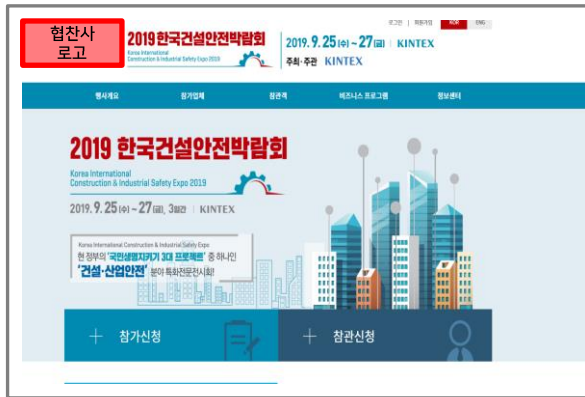 로그인 | 회원가입 KOR ENG
협찬사
로고
2019 한국건설안전박람회
Korea International
Construction & Industrial Safety Expo 2019
2019. 9. 25 (수) ~ 27 (금) | KINTEX
주최·주관 KINTEX
행사개요 참가업체 참관객 비즈니스 프로그램 정보센터
2019 한국건설안전박람회
Korea International
Construction & Industrial Safety Expo 2019
2019. 9. 25 (수) ~ 27 (금), 3일간 | KINTEX
Korea International Construction & Industrial Safety Expo
현 정부의 '국민생명지키기 3대 프로젝트' 중 하나인
'건설·산업안전' 분야 특화전문전시회!
+ 참가신청
+ 참관신청